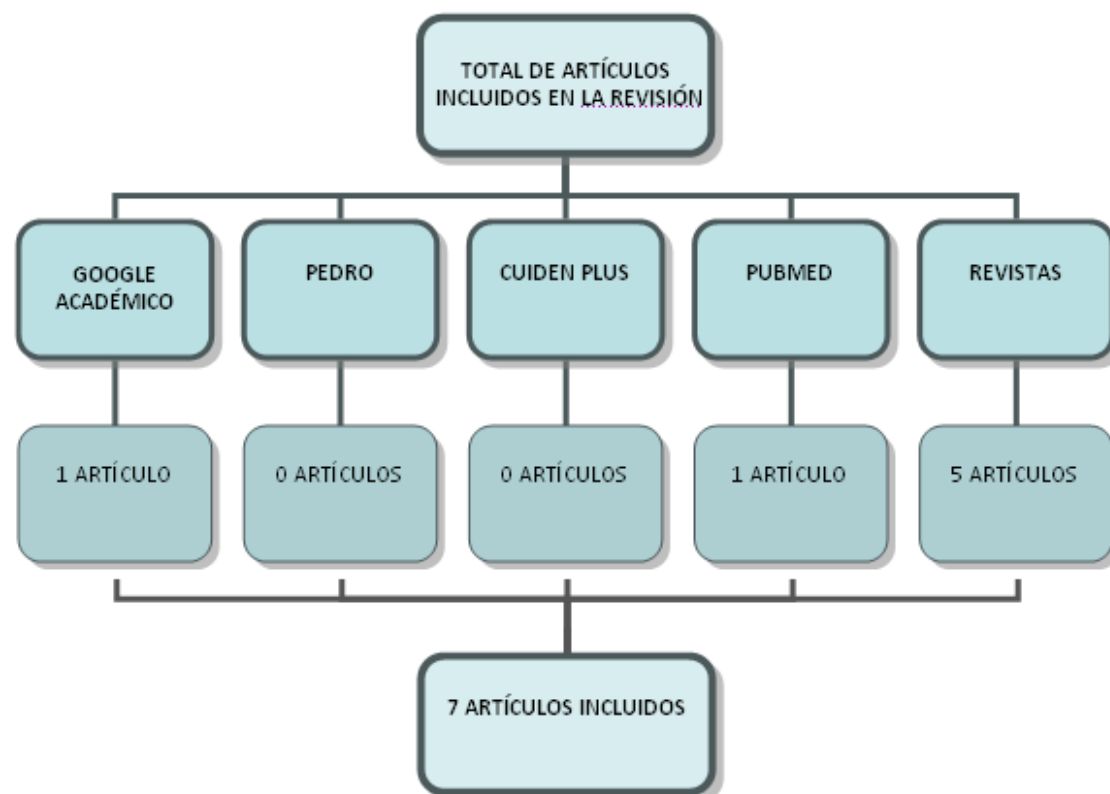 TOTAL DE ARTÍCULOS
INCLUIDOS EN LA REVISIÓN
GOOGLE
ACADÉMICO
PEDRO
CUIDEN PLUS
PUBMED
REVISTAS
1 ARTÍCULO
0 ARTÍCULOS
0 ARTÍCULOS
1 ARTÍCULO
5 ARTÍCULOS
7 ARTÍCULOS INCLUIDOS